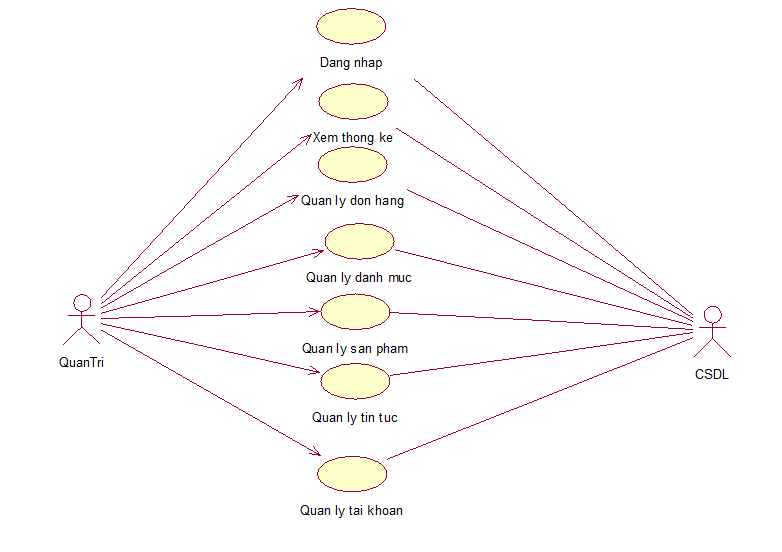 Dang nhap
Xem thong ke
Quan ly don hang
Quan ly danh muc
Quan ly san pham
QuanTri
CSDL
Quan ly tin tuc
Quan ly tai khoan